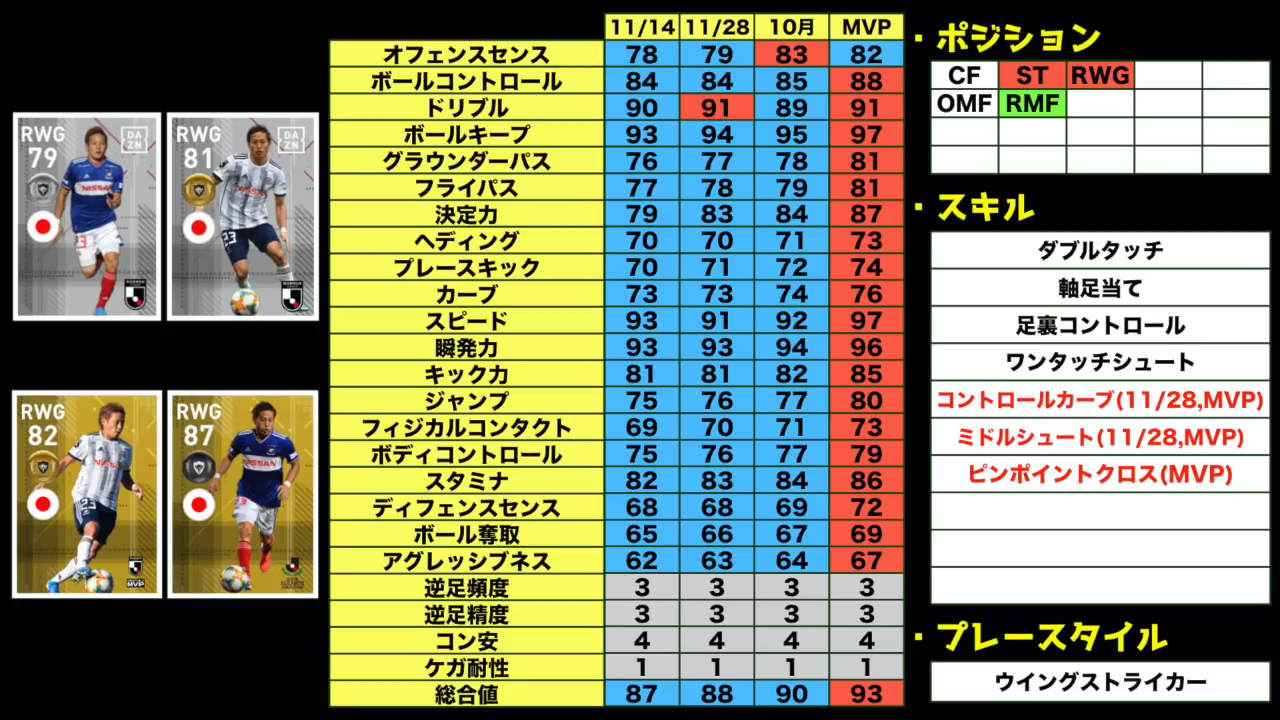 RWG
79
DA
ZN
RWG
81
DA
ZN
NISSAN
23
RWG
82
RWG
87
NISSAN
23
MVP
11/14 11/28 10月 MVP
オフェンスセンス 78 79 83 82
ボールコントロール 84 84 85 88
ドリブル 90 91 89 91
ボールキープ 93 94 95 97
グラウンダーパス 76 77 78 81
フライパス 77 78 79 81
決定力 79 83 84 87
ヘディング 70 70 71 73
プレースキック 70 71 72 74
カーブ 73 73 74 76
スピード 93 91 92 97
瞬発力 93 93 94 96
キック力 81 81 82 85
ジャンプ 75 76 77 80
フィジカルコンタクト 69 70 71 73
ボディコントロール 75 76 77 79
スタミナ 82 83 84 86
ディフェンスセンス 68 68 69 72
ボール奪取 65 66 67 69
アグレッシブネス 62 63 64 67
逆足頻度 3 3 3 3
逆足精度 3 3 3 3
コン安 4 4 4 4
ケガ耐性 1 1 1 1
総合値 87 88 90 93
・ポジション
CF ST RWG
OMF RMF
・スキル
ダブルタッチ
軸足当て
足裏コントロール
ワンタッチシュート
コントロールカーブ(11/28,MVP)
ミドルシュート(11/28,MVP)
ピンポイントクロス(MVP)
・プレースタイル
ウイングストライカー